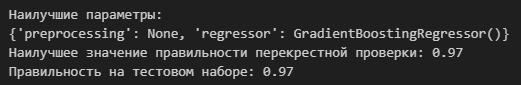 Наилучшие параметры:
{'preprocessing': None, 'regressor': GradientBoostingRegressor()}
Наилучшее значение правильности перекрестной проверки: 0.97
Правильность на тестовом наборе: 0.97